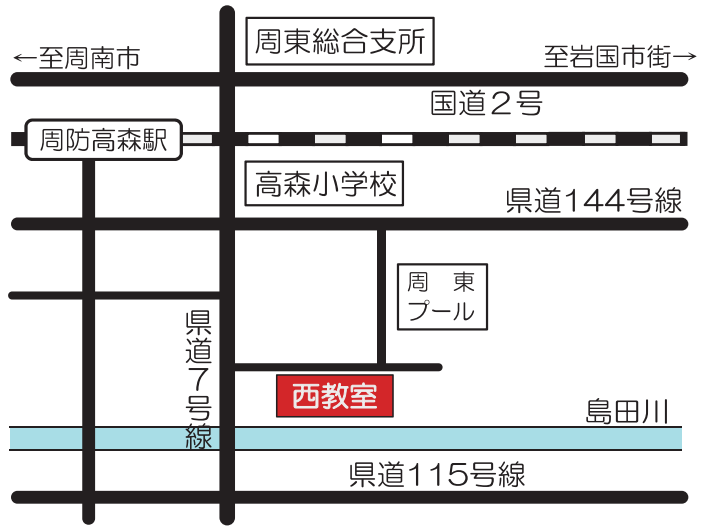 周東総合支所
←至周南市
至岩国市街→
国道2号
周防高森駅
高森小学校
県道144号線
周　東
プール
県道7号線
西教室
島田川
県道115号線